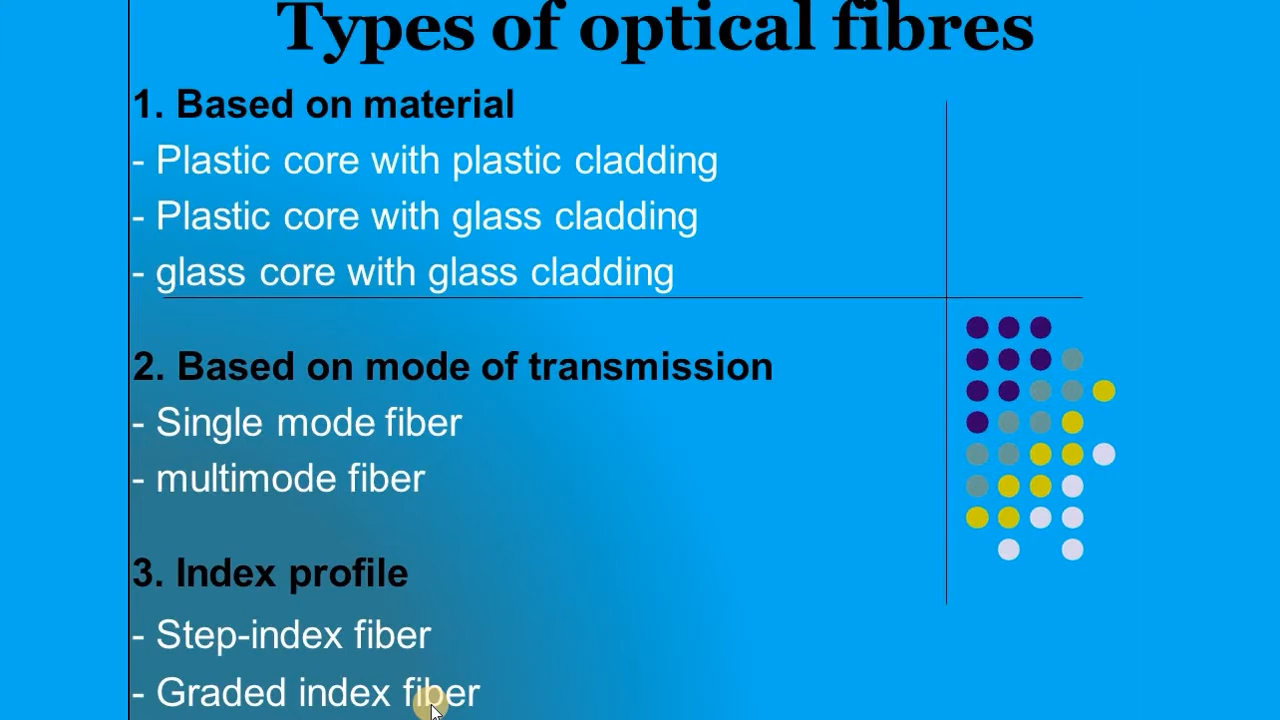 Types of optical fibres
1. Based on material
- Plastic core with plastic cladding
- Plastic core with glass cladding
- glass core with glass cladding
2. Based on mode of transmission
- Single mode fiber
- multimode fiber
3. Index profile
- Step-index fiber
- Graded index fiber